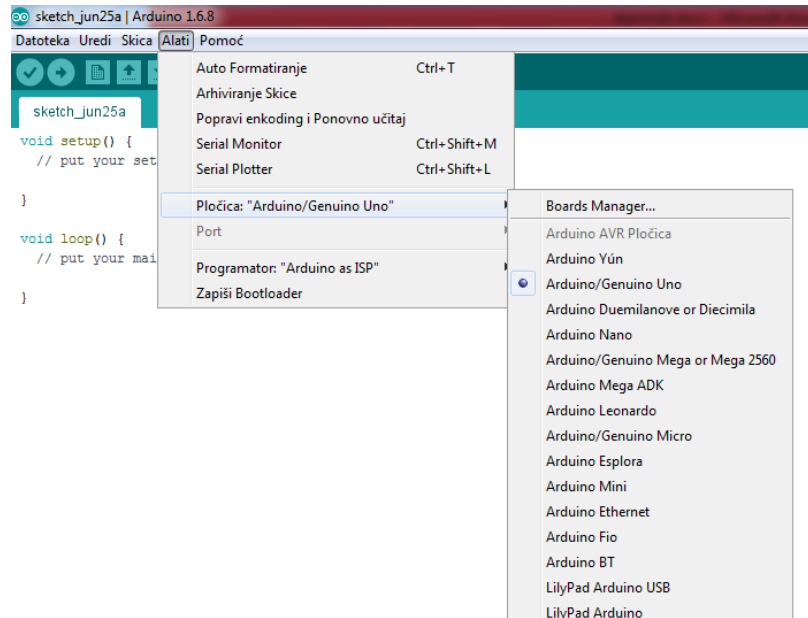 sketch_jun25a | Arduino 1.6.8
Datoteka Uredi Skica Alati Pomoć
sketch_jun25a
void setup() {
// put your set
}
void loop() {
// put your mai
}
Auto Formatiranje Ctrl+T
Arhiviranje Skice
Popravi enkoding i Ponovno učitaj
Serial Monitor Ctrl+Shift+M
Serial Plotter Ctrl+Shift+L
Pločica: "Arduino/Genuino Uno"
Port
Programator: "Arduino as ISP"
Zapiši Bootloader
Boards Manager...
Arduino AVR Pločica
Arduino Yún
Arduino/Genuino Uno
Arduino Duemilanove or Diecimila
Arduino Nano
Arduino/Genuino Mega or Mega 2560
Arduino Mega ADK
Arduino Leonardo
Arduino/Genuino Micro
Arduino Esplora
Arduino Mini
Arduino Ethernet
Arduino Fio
Arduino BT
LilyPad Arduino USB
LilyPad Arduino